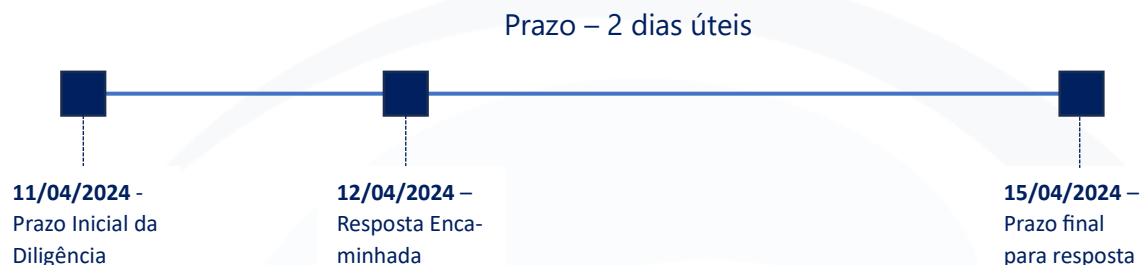 Prazo – 2 dias úteis
11/04/2024 -
Prazo Inicial da
Diligência
12/04/2024 –
Resposta Enca-
minhada
15/04/2024 –
Prazo final
para resposta